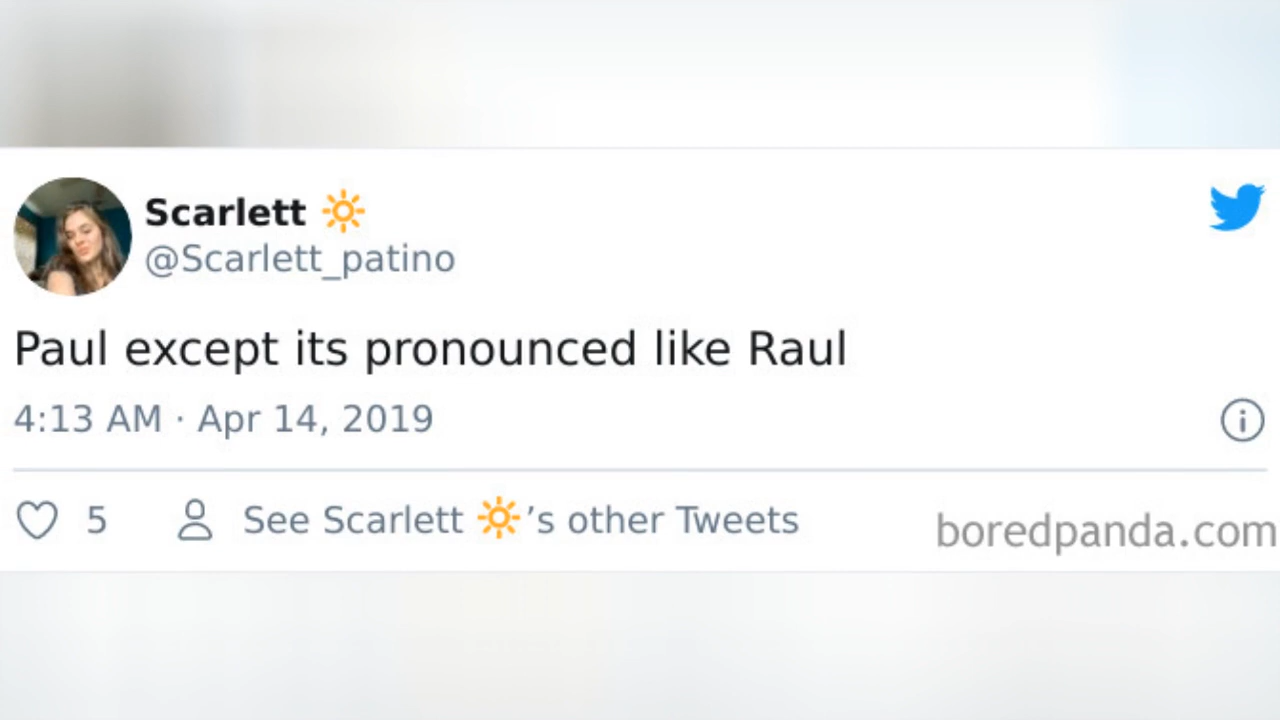 Scarlett 🔆
@Scarlett_patino
Paul except its pronounced like Raul
4:13 AM · Apr 14, 2019
5 See Scarlett 🔆’s other Tweets
boredpanda.com